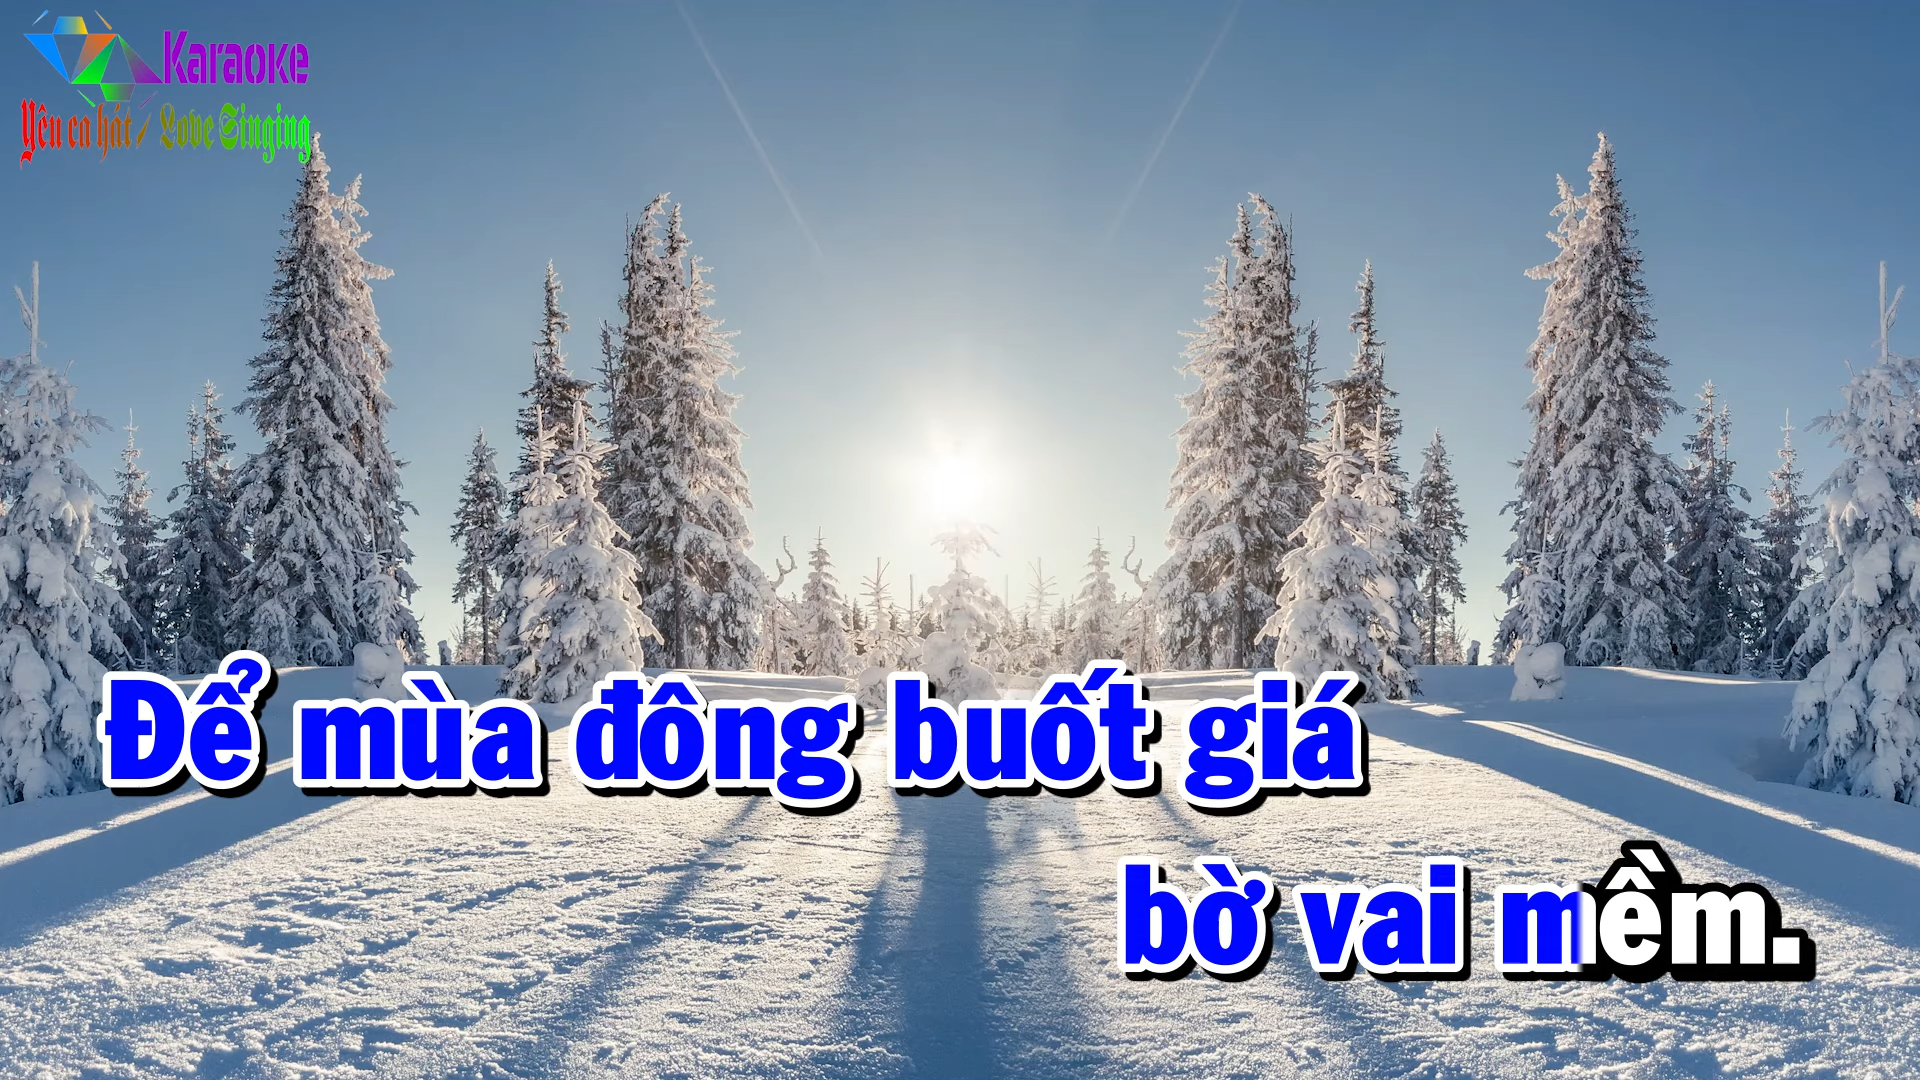 Karaoke
Yêu ca hát / Love Singing
Để mùa đông buốt giá
bờ vai mềm.